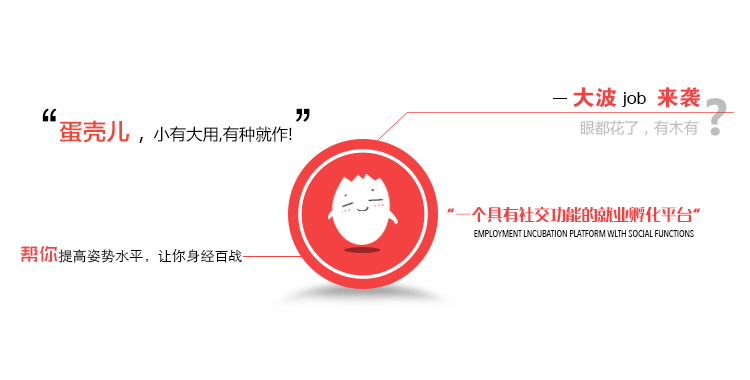 一 大波 job 来袭
眼都花了，有木有?
“蛋壳儿，小有大用,有种就作!”
“一个具有社交功能的就业孵化平台”
EMPLOYMENT LNCUBATION PLATFORM WLTH SOCIAL FUNCTIONS
帮你提高姿势水平，让你身经百战